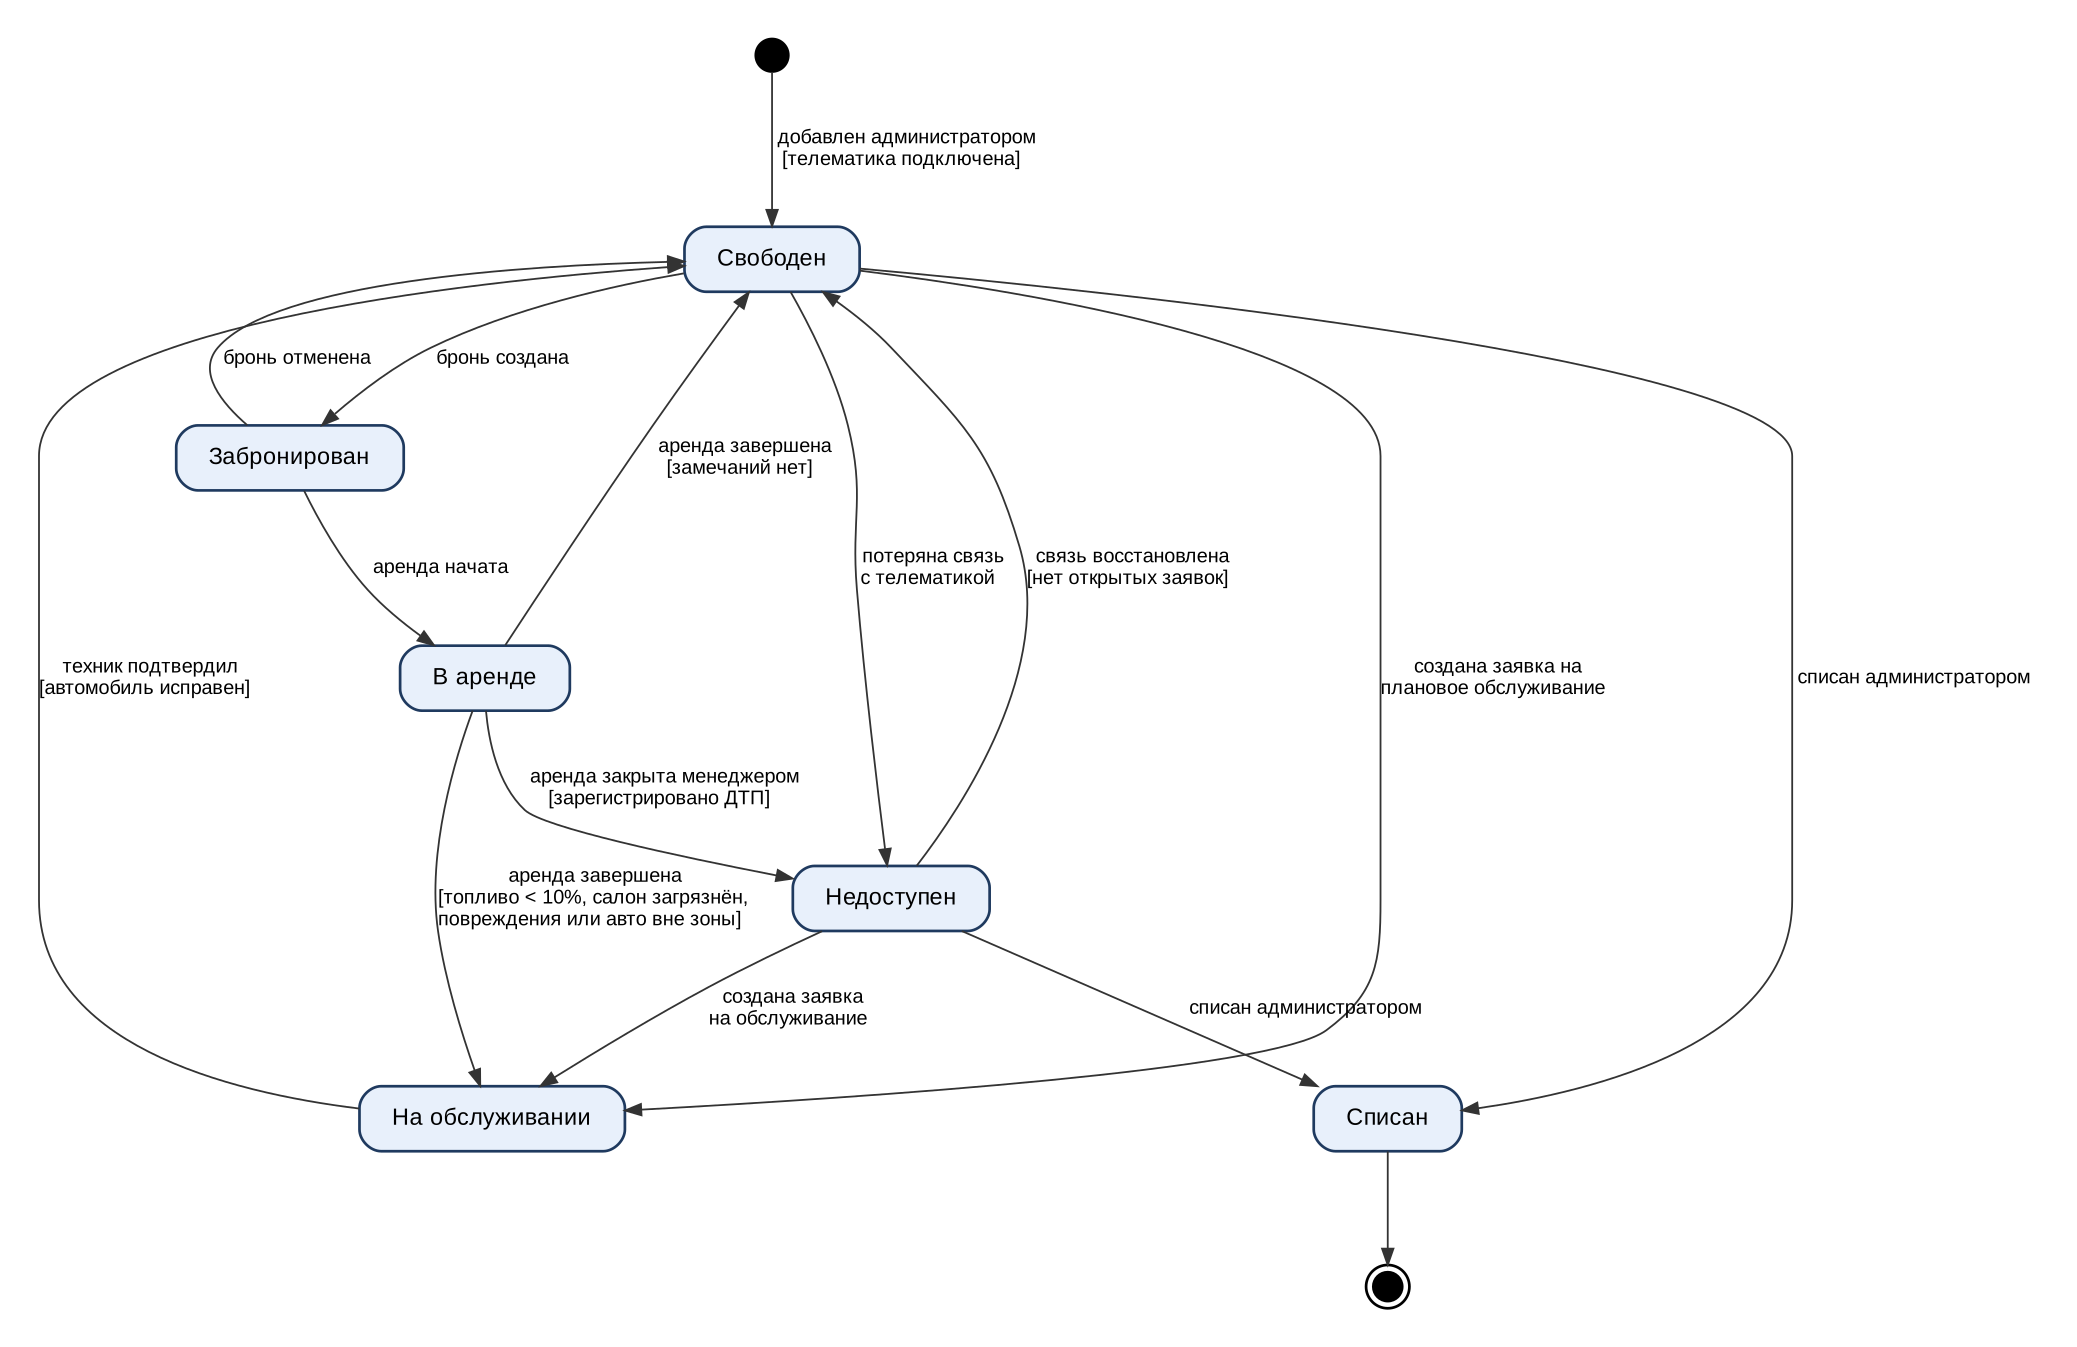 добавлен администратором
[телематика подключена]
Свободен
бронь отменена
бронь создана
аренда завершена
[замечаний нет]
Забронирован
потеряна связь
с телематикой
связь восстановлена
[нет открытых заявок]
аренда начата
техник подтвердил
[автомобиль исправен]
В аренде
создана заявка на
плановое обслуживание
списан администратором
аренда закрыта менеджером
[зарегистрировано ДТП]
аренда завершена
[топливо < 10%, салон загрязнён,
повреждения или авто вне зоны]
Недоступен
создана заявка
на обслуживание
списан администратором
На обслуживании
Списан